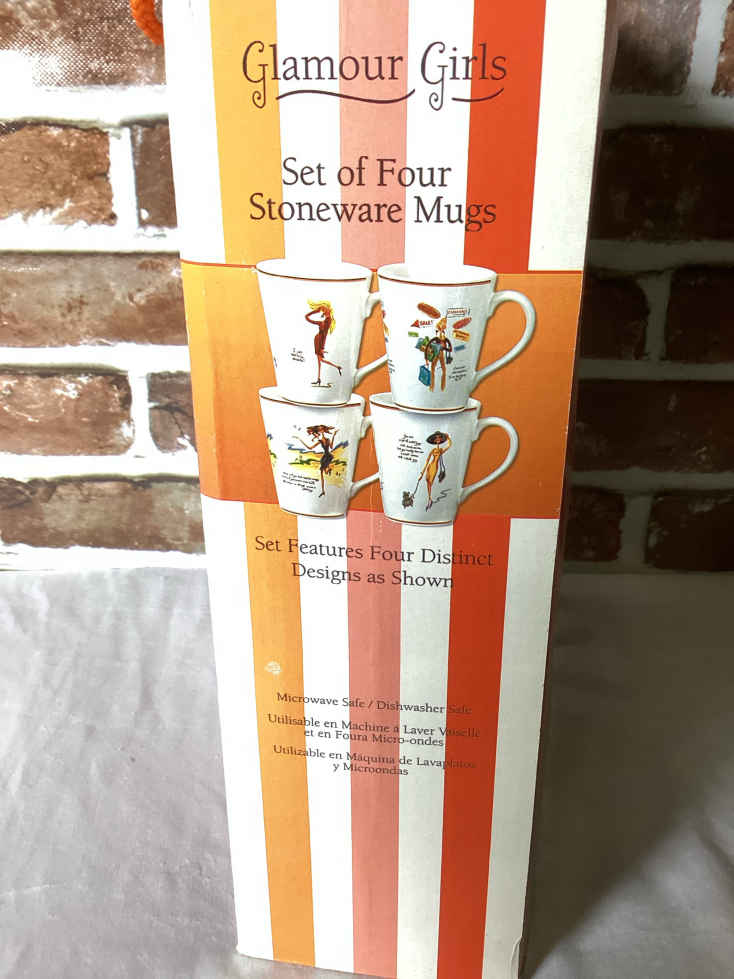 Glamour Girls
Set of Four
Stoneware Mugs
Set Features Four Distinct
Designs as Shown
Microwave Safe / Dishwasher Safe
Utilisable en Machine á Laver Vaiselle
et en Foura Micro-ondes
Utilizable en Máquina de Lavaplatos
y Microondas